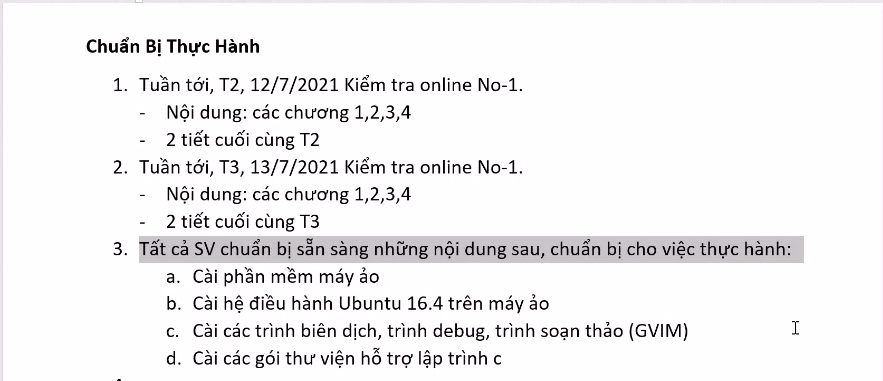 Chuẩn Bị Thực Hành
1. Tuần tới, T2, 12/7/2021 Kiểm tra online No-1.
- Nội dung: các chương 1,2,3,4
- 2 tiết cuối cùng T2
2. Tuần tới, T3, 13/7/2021 Kiểm tra online No-1.
- Nội dung: các chương 1,2,3,4
- 2 tiết cuối cùng T3
3. Tất cả SV chuẩn bị sẵn sàng những nội dung sau, chuẩn bị cho việc thực hành:
a. Cài phần mềm máy ảo
b. Cài hệ điều hành Ubuntu 16.4 trên máy ảo
c. Cài các trình biên dịch, trình debug, trình soạn thảo (GVIM)
d. Cài các gói thư viện hỗ trợ lập trình c